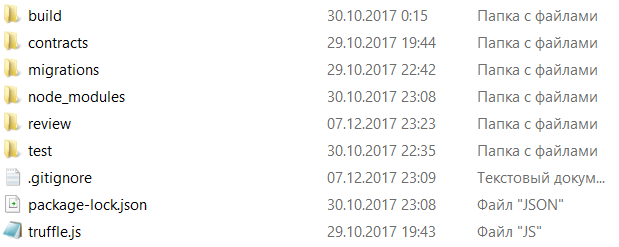 build 30.10.2017 0:15 Папка с файлами
contracts 29.10.2017 19:44 Папка с файлами
migrations 29.10.2017 22:42 Папка с файлами
node_modules 30.10.2017 23:08 Папка с файлами
review 07.12.2017 23:23 Папка с файлами
test 30.10.2017 22:35 Папка с файлами
.gitignore 07.12.2017 23:09 Текстовый докум...
package-lock.json 30.10.2017 23:08 Файл "JSON"
truffle.js 29.10.2017 19:43 Файл "JS"